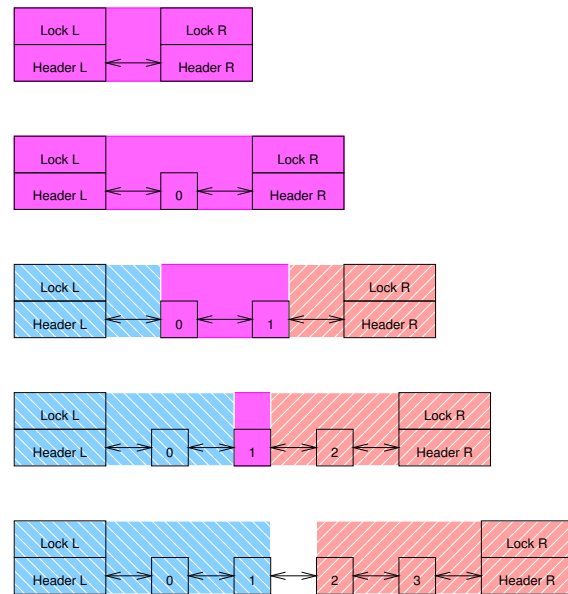 Lock L Lock R
Header L Header R
Lock L Lock R
Header L 0 Header R
Lock L Lock R
Header L 0 1 Header R
Lock L Lock R
Header L 0 1 2 Header R
Lock L Lock R
Header L 0 1 2 3 Header R